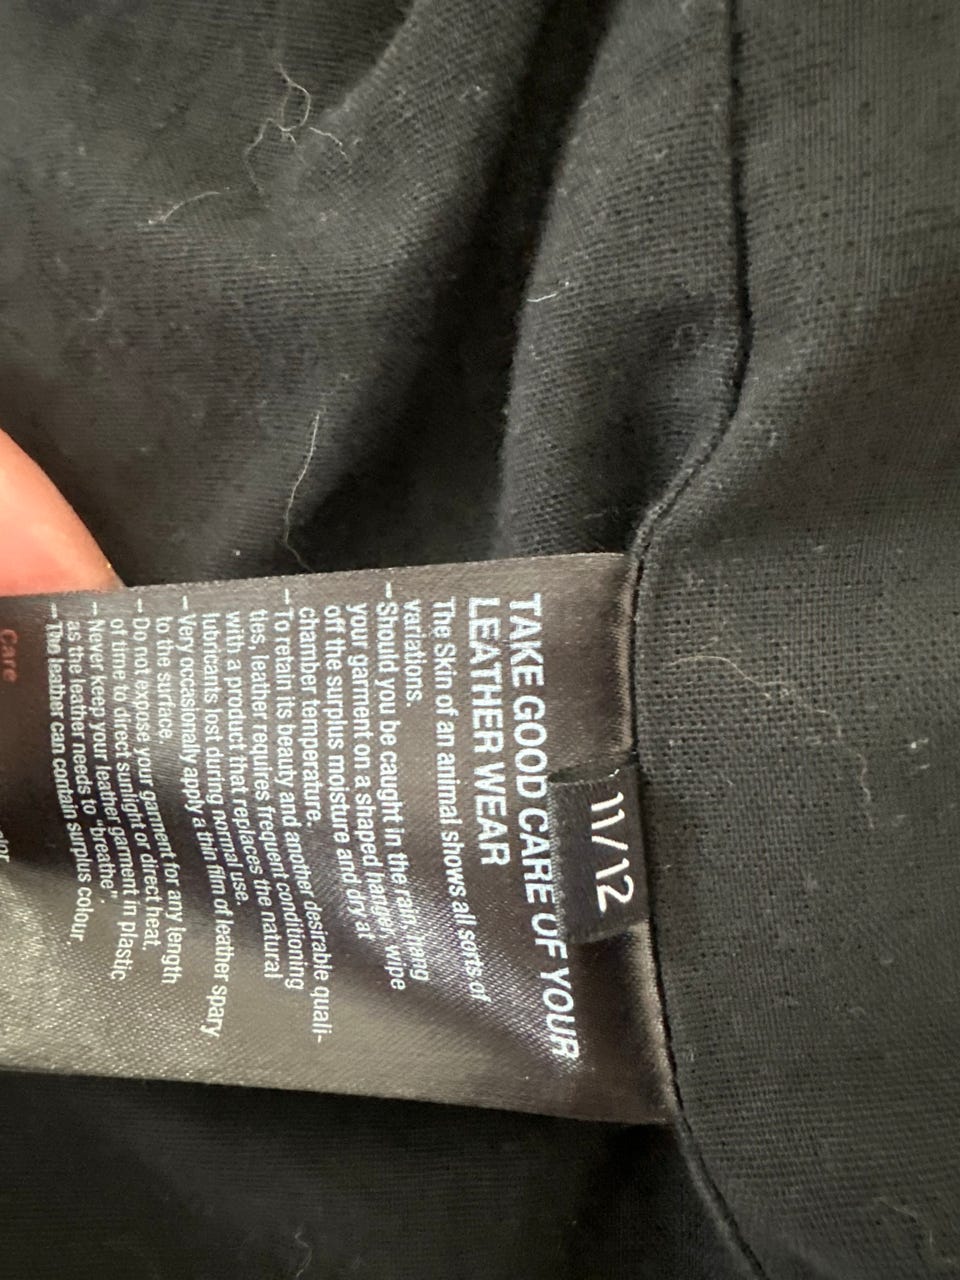 11/12
TAKE GOOD CARE OF YOUR
LEATHER WEAR
The Skin of an animal shows all sorts of
variations.
- Should you be caught in the rain, hang
your garment on a shaped hanger, wipe
off the surplus moisture and dry at
chamber temperature.
- To retain its beauty and another desirable quali-
ties, leather requires frequent conditioning
with a product that replaces the natural
lubricants lost during normal use.
- Very occasionally apply a thin film of leather spary
to the surface.
- Do not expose your garment for any length
of time to direct sunlight or direct heat.
- Never keep your leather garment in plastic
as the leather needs to "breathe".
- The leather can contain surplus colour,
Care